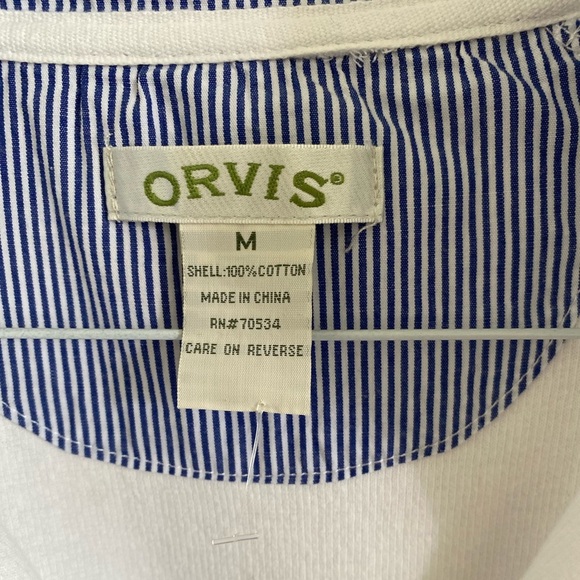 ORVIS®
M
SHELL:100%COTTON
MADE IN CHINA
RN#70534
CARE ON REVERSE